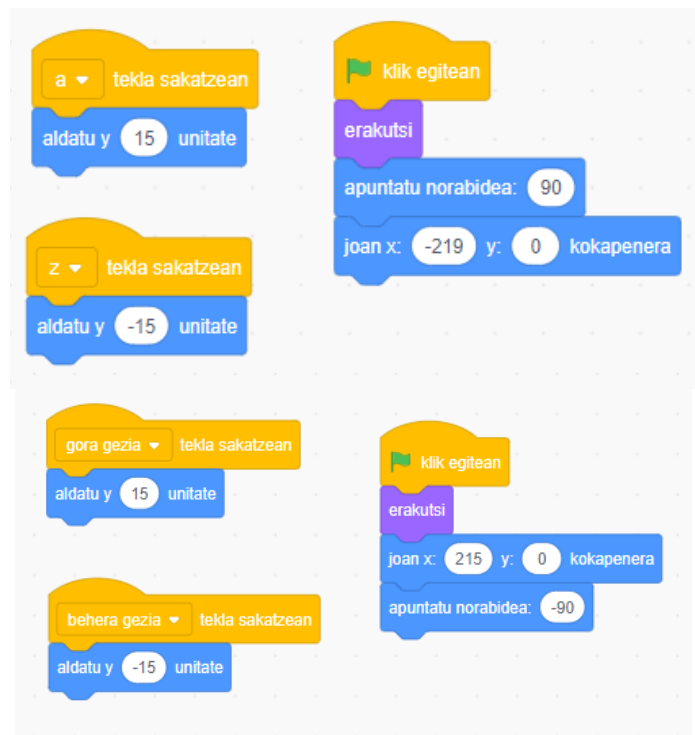 a tekla sakatzean
aldatu y 15 unitate
z tekla sakatzean
aldatu y -15 unitate
klik egitean
erakutsi
apuntatu norabidea: 90
joan x: -219 y: 0 kokapenera
gora gezia tekla sakatzean
aldatu y 15 unitate
behera gezia tekla sakatzean
aldatu y -15 unitate
klik egitean
erakutsi
joan x: 215 y: 0 kokapenera
apuntatu norabidea: -90